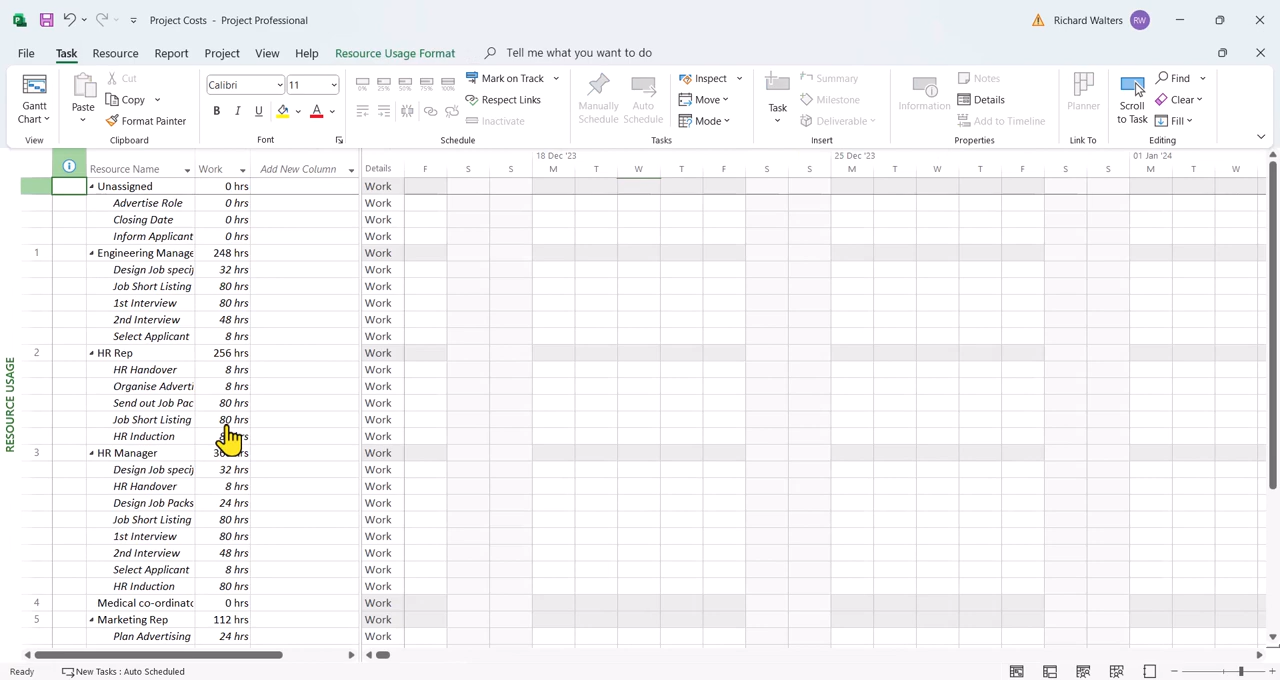 Project Costs - Project Professional
Richard Walters RW
File Task Resource Report Project View Help Resource Usage Format Tell me what you want to do
Gantt Chart
View
Paste
Cut
Copy
Format Painter
Clipboard
Calibri 11
B I U A
Font
0% 25% 50% 75% 100%
Mark on Track
Respect Links
Inactivate
Schedule
Manually Schedule
Auto Schedule
Inspect
Move
Mode
Tasks
Task
Summary
Milestone
Deliverable
Insert
Information
Notes
Details
Add to Timeline
Properties
Planner
Link To
Scroll to Task
Find
Clear
Fill
Editing
18 Dec '23 25 Dec '23 01 Jan '24
Resource Name Work Add New Column Details F S S M T W T F S S M T W T F S S M T W
Unassigned 0 hrs Work
Advertise Role 0 hrs Work
Closing Date 0 hrs Work
Inform Applicant 0 hrs Work
1 Engineering Manage 248 hrs Work
Design Job specij 32 hrs Work
Job Short Listing 80 hrs Work
1st Interview 80 hrs Work
2nd Interview 48 hrs Work
Select Applicant 8 hrs Work
2 HR Rep 256 hrs Work
HR Handover 8 hrs Work
Organise Adverti 8 hrs Work
Send out Job Pac 80 hrs Work
Job Short Listing 80 hrs Work
HR Induction Work
3 HR Manager Work
Design Job specij 32 hrs Work
HR Handover 8 hrs Work
Design Job Packs 24 hrs Work
Job Short Listing 80 hrs Work
1st Interview 80 hrs Work
2nd Interview 48 hrs Work
Select Applicant 8 hrs Work
HR Induction 80 hrs Work
4 Medical co-ordinato 0 hrs Work
5 Marketing Rep 112 hrs Work
Plan Advertising 24 hrs Work
RESOURCE USAGE
Ready New Tasks : Auto Scheduled